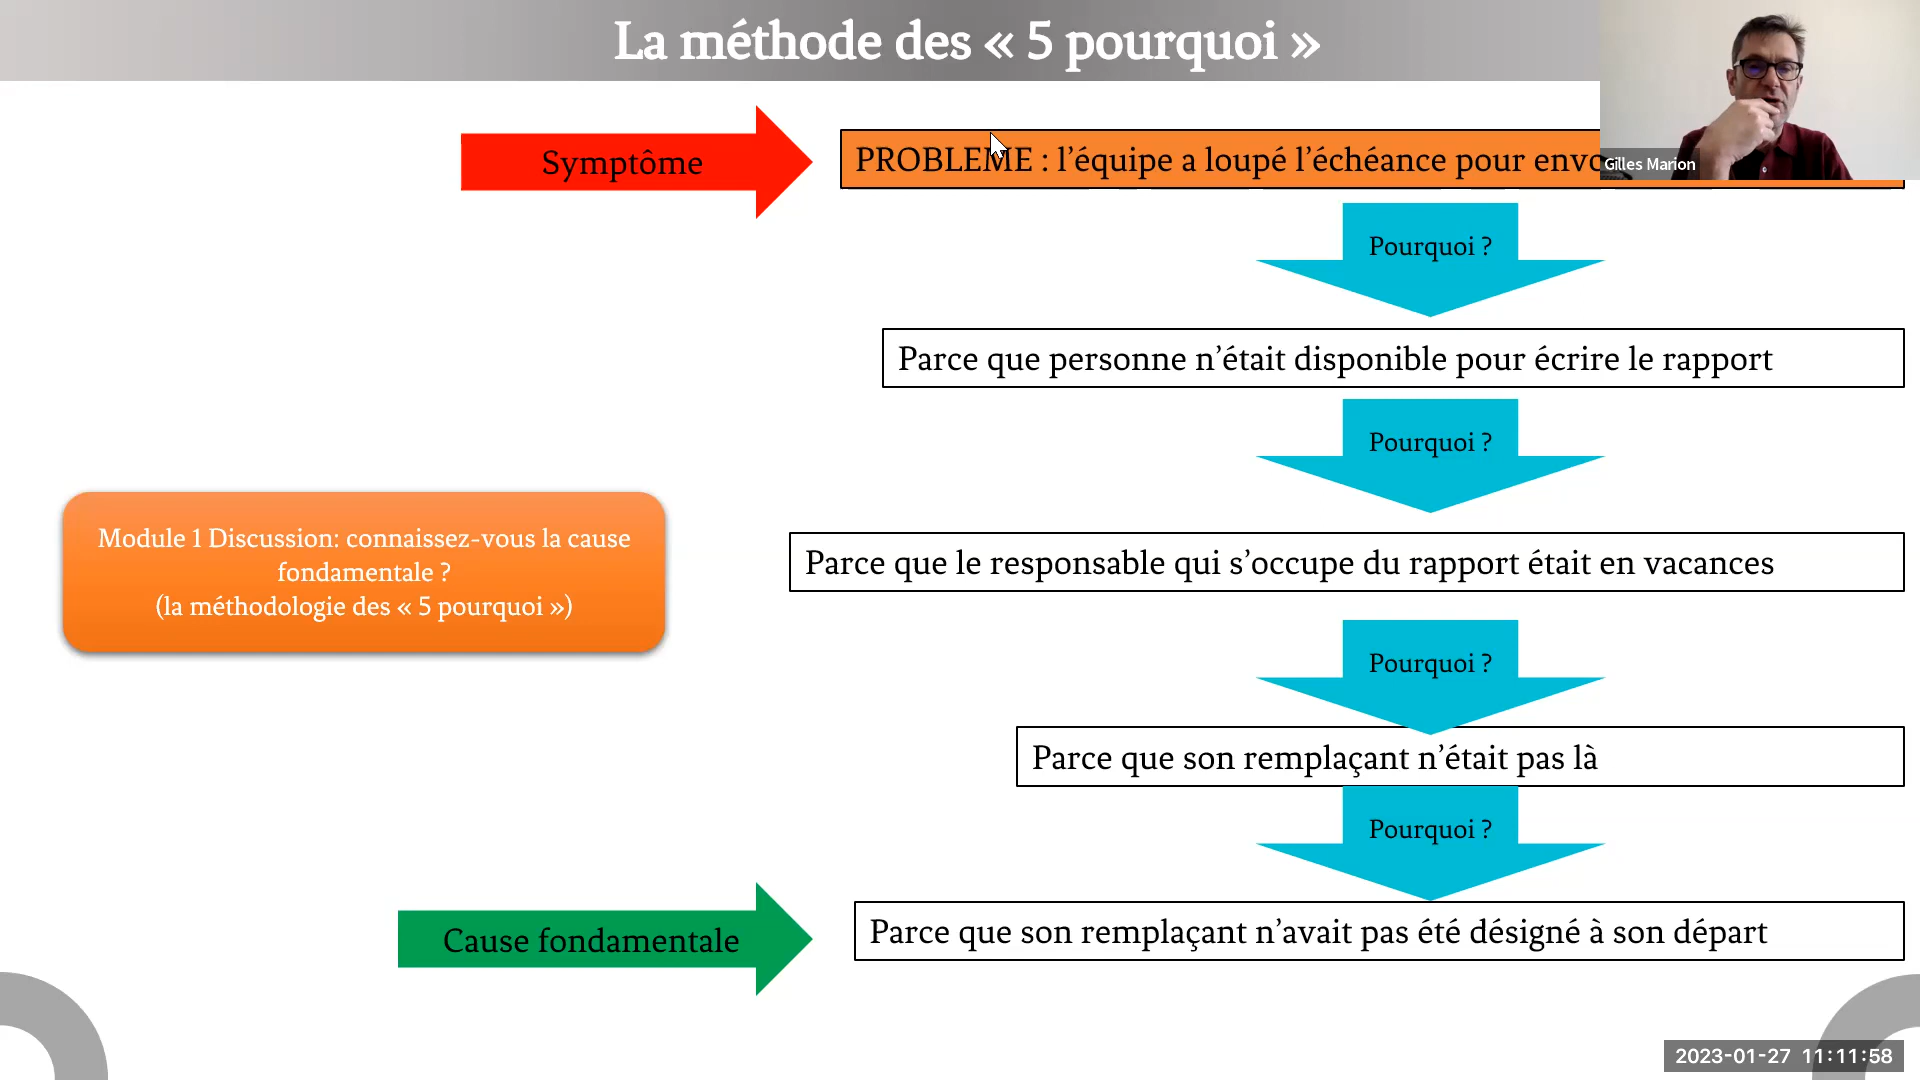 La méthode des « 5 pourquoi »
Symptôme
PROBLEME : l’équipe a loupé l’échéance pour
Gilles Marion
Pourquoi ?
Parce que personne n’était disponible pour écrire le rapport
Pourquoi ?
Parce que le responsable qui s’occupe du rapport était en vacances
Module 1 Discussion: connaissez-vous la cause
fondamentale ?
(la méthodologie des « 5 pourquoi »)
Pourquoi ?
Parce que son remplaçant n’était pas là
Pourquoi ?
Cause fondamentale
Parce que son remplaçant n’avait pas été désigné à son départ
2023-01-27 11:11:58